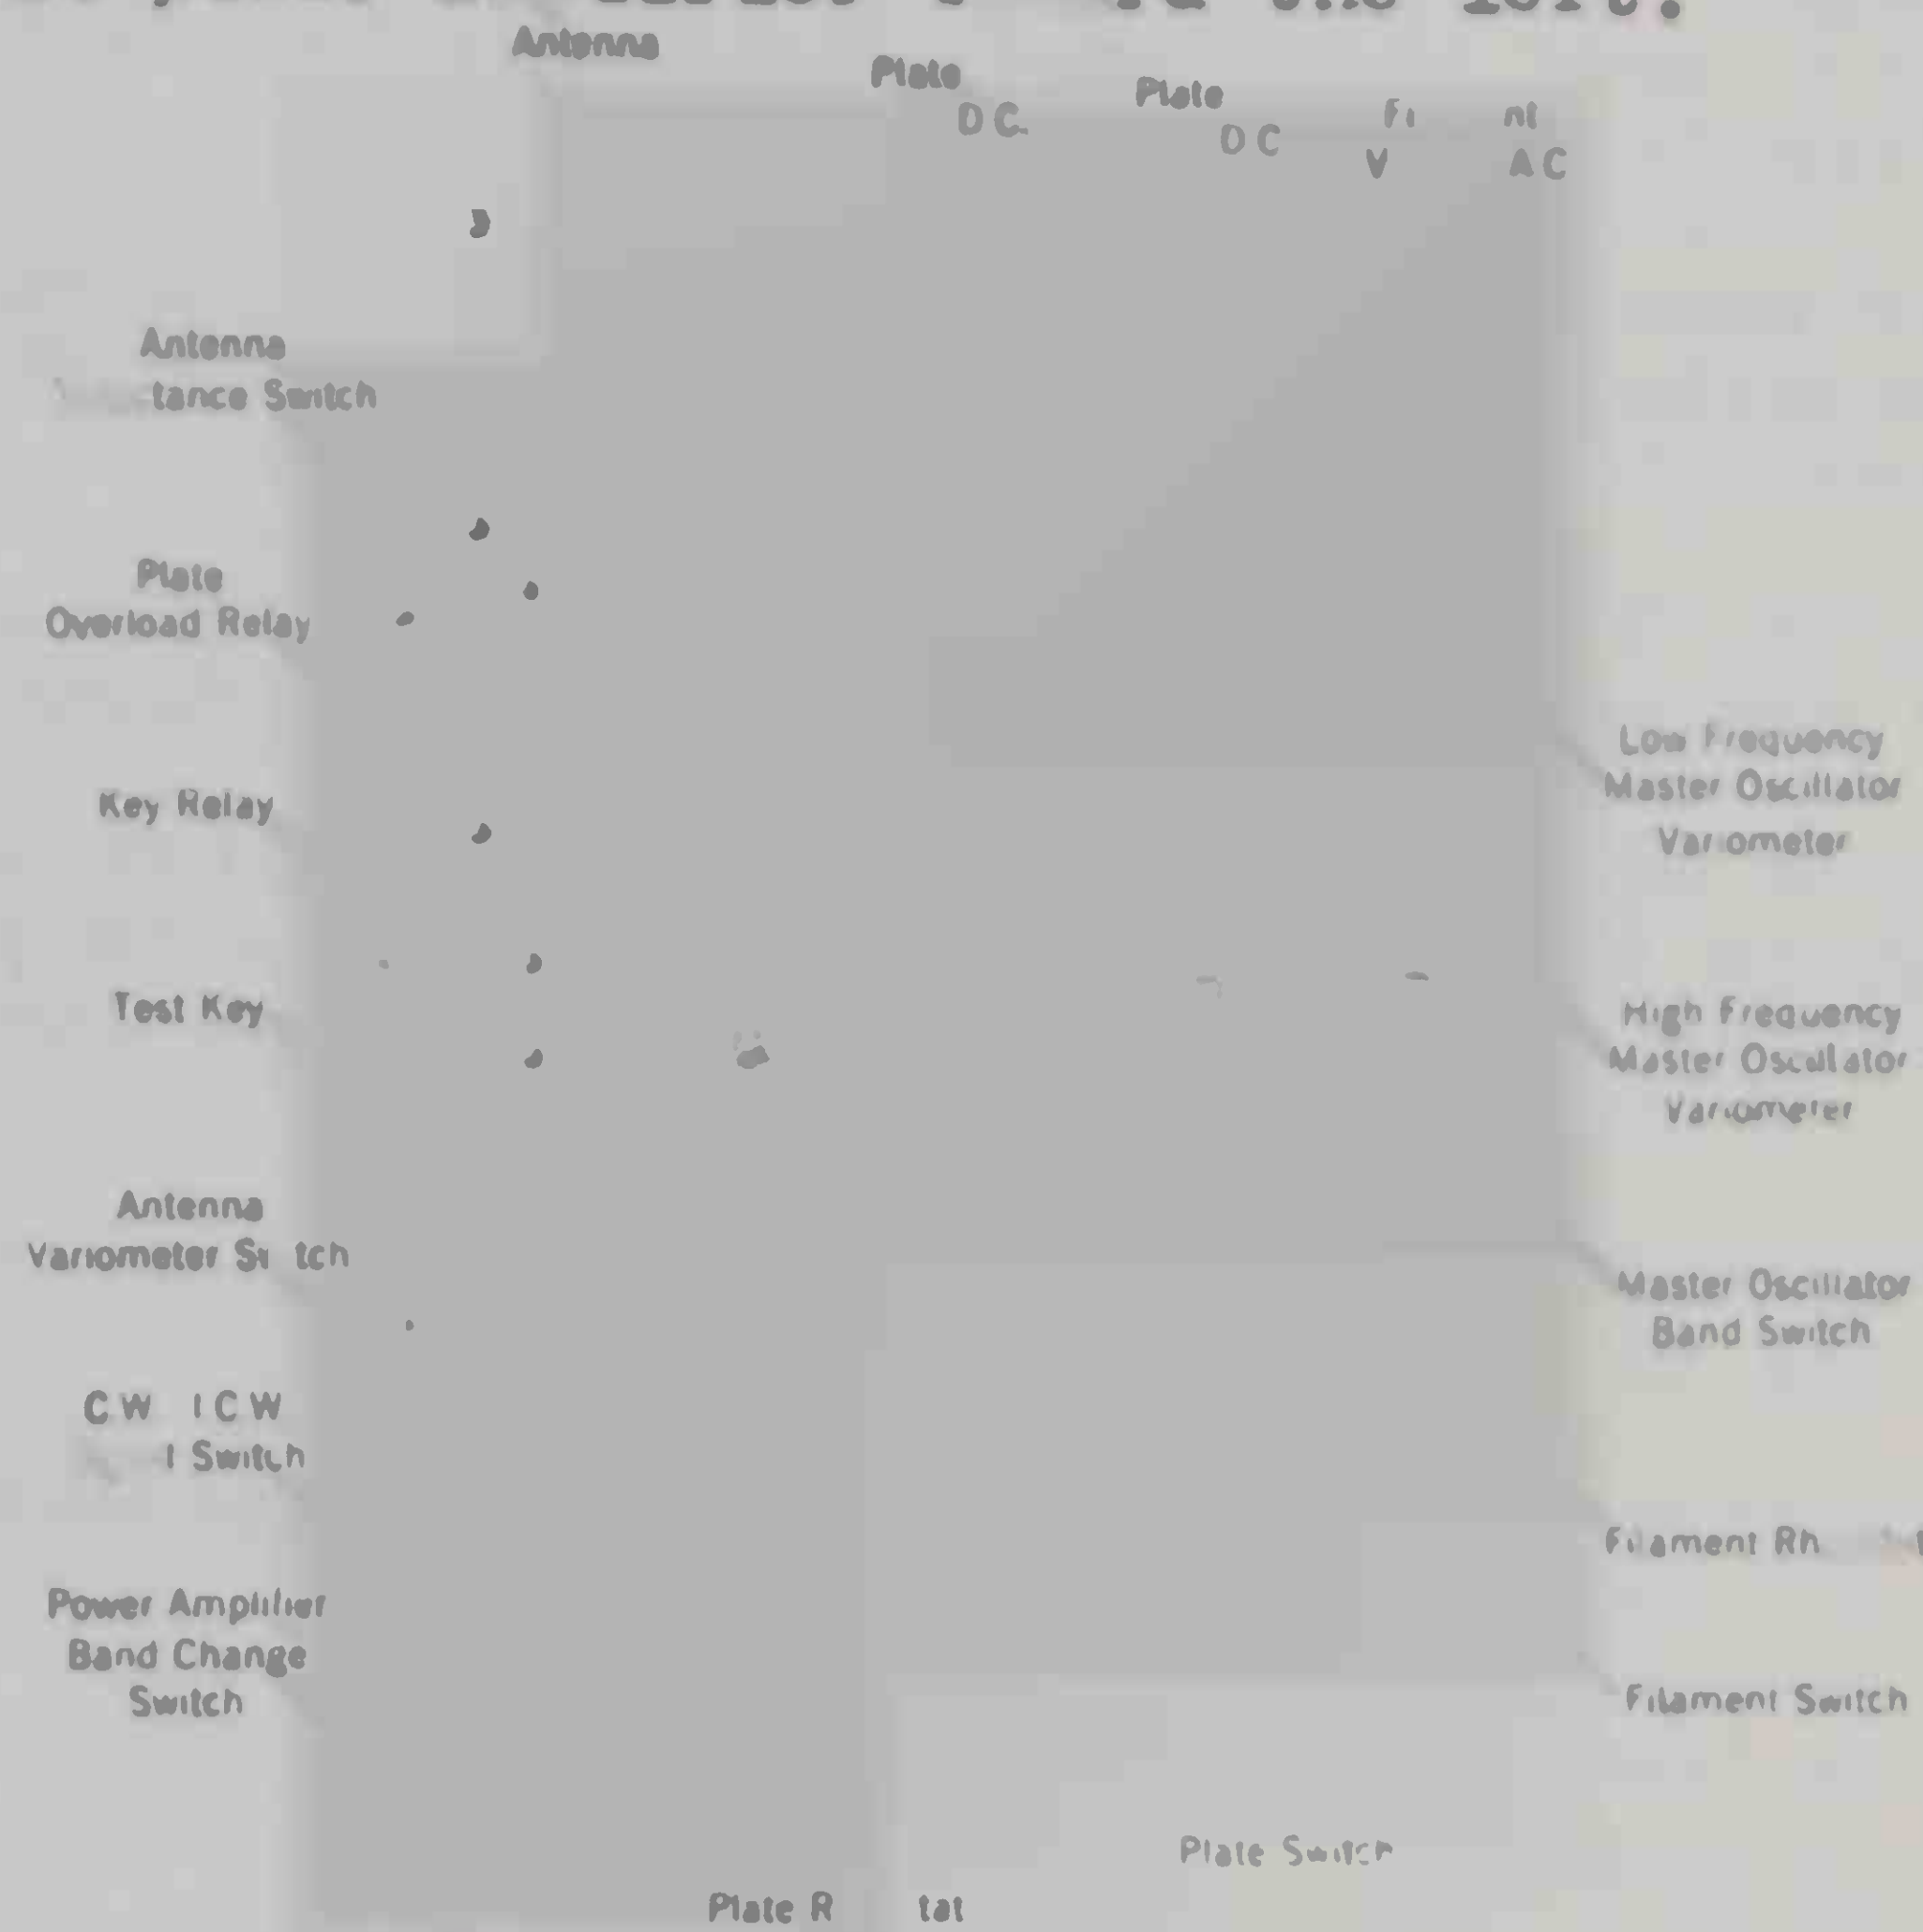 Antenna
Plate
D C.
Plate
D C
V A C
Antenna
Switch
Plate
Overload Relay
Key Relay
Test Key
Antenna
Variometer
C W I C W
Switch
Power Amplifier
Band Change
Switch
Low Frequency
Master Oscillator
Variometer
High Frequency
Master Oscillator
Variometer
Master Oscillator
Band Switch
Filament
Filament Switch
Plate Switch
Plate